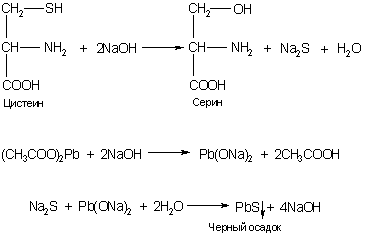 CH₂—SH CH₂—OH
CH—NH₂ + 2NaOH ⟶ CH—NH₂ + Na₂S + H₂O
COOH COOH
Цистеин Серин
(CH₃COO)₂Pb + 2NaOH ⟶ Pb(ONa)₂ + 2CH₃COOH
Na₂S + Pb(ONa)₂ + 2H₂O ⟶ PbS↓ + 4NaOH
Черный осадок